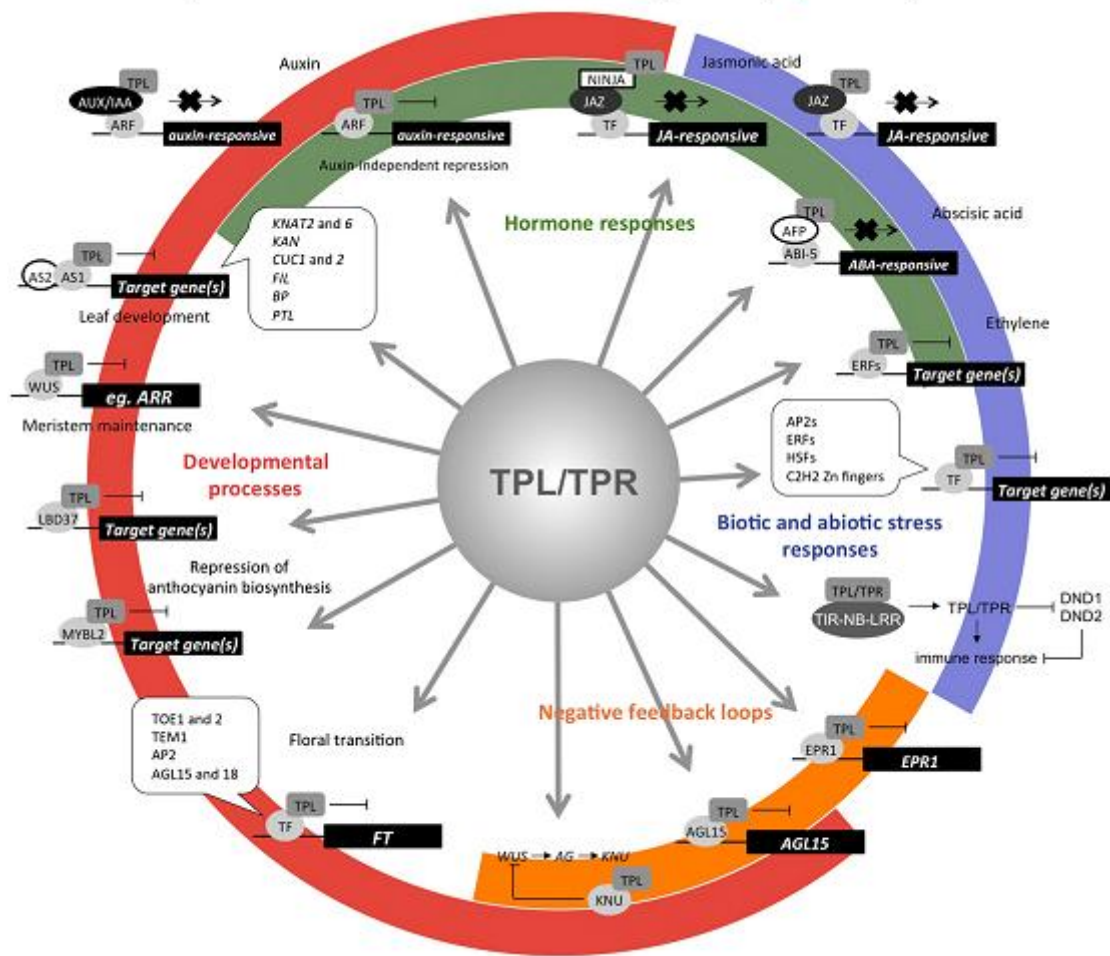 Auxin
TPL
AUX/IAA
ARF
auxin-responsive
TPL
ARF
auxin-responsive
Auxin-independent repression
TPL
NINJA
JAZ
TF
JA-responsive
Jasmonic acid
TPL
JAZ
TF
JA-responsive
Hormone responses
Abscisic acid
TPL
AFP
ABI-5
ABA-responsive
KNAT2 and 6
KAN
CUC1 and 2
FIL
BP
PTL
TPL
AS2
AS1
Target gene(s)
Leaf development
Ethylene
TPL
ERFs
Target gene(s)
TPL
WUS
eg. ARR
Meristem maintenance
AP2s
ERFs
HSFs
C2H2 Zn fingers
TPL
TF
Target gene(s)
Developmental
processes
TPL/TPR
TPL
LBD37
Target gene(s)
Biotic and abiotic stress
responses
Repression of
anthocyanin biosynthesis
TPL
MYBL2
Target gene(s)
TPL/TPR
TIR-NB-LRR
TPL/TPR
DND1
DND2
immune response
Negative feedback loops
TOE1 and 2
TEM1
AP2
AGL15 and 18
Floral transition
TPL
TF
FT
TPL
EPR1
EPR1
TPL
AGL15
AGL15
WUS AG KNU
TPL
KNU